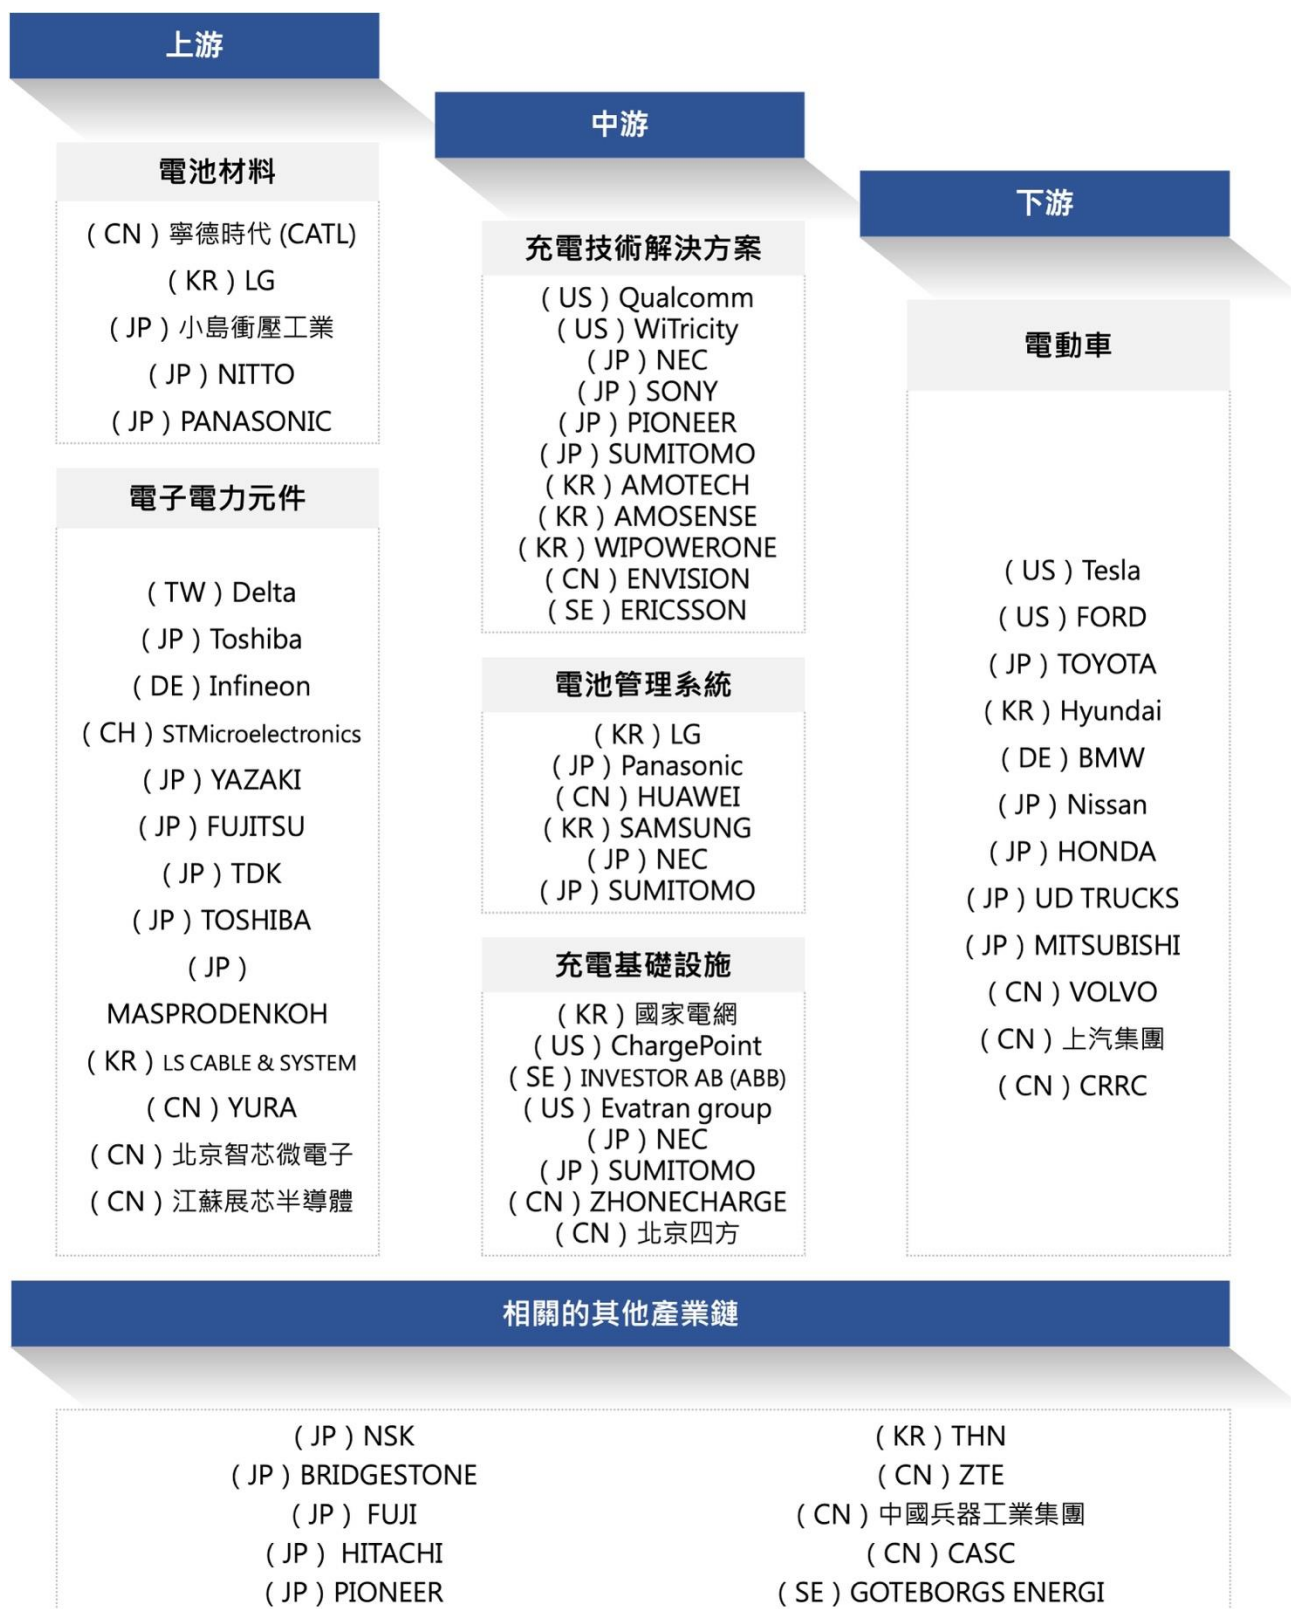 上游
電池材料
( CN ) 寧德時代 (CATL)
( KR ) LG
( JP ) 小島衝壓工業
( JP ) NITTO
( JP ) PANASONIC
電子電力元件
( TW ) Delta
( JP ) Toshiba
( DE ) Infineon
( CH ) STMicroelectronics
( JP ) YAZAKI
( JP ) FUJITSU
( JP ) TDK
( JP ) TOSHIBA
( JP )
MASPRODENKOH
( KR ) LS CABLE & SYSTEM
( CN ) YURA
( CN ) 北京智芯微電子
( CN ) 江蘇展芯半導體
中游
充電技術解決方案
( US ) Qualcomm
( US ) WiTricity
( JP ) NEC
( JP ) SONY
( JP ) PIONEER
( JP ) SUMITOMO
( KR ) AMOTECH
( KR ) AMOSENSE
( KR ) WIPOWERONE
( CN ) ENVISION
( SE ) ERICSSON
電池管理系統
( KR ) LG
( JP ) Panasonic
( CN ) HUAWEI
( KR ) SAMSUNG
( JP ) NEC
( JP ) SUMITOMO
充電基礎設施
( KR ) 國家電網
( US ) ChargePoint
( SE ) INVESTOR AB (ABB)
( US ) Evatran group
( JP ) NEC
( JP ) SUMITOMO
( CN ) ZHONECHARGE
( CN ) 北京四方
下游
電動車
( US ) Tesla
( US ) FORD
( JP ) TOYOTA
( KR ) Hyundai
( DE ) BMW
( JP ) Nissan
( JP ) HONDA
( JP ) UD TRUCKS
( JP ) MITSUBISHI
( CN ) VOLVO
( CN ) 上汽集團
( CN ) CRRC
相關的其他產業鏈
( JP ) NSK
( JP ) BRIDGESTONE
( JP ) FUJI
( JP ) HITACHI
( JP ) PIONEER
( KR ) THN
( CN ) ZTE
( CN ) 中國兵器工業集團
( CN ) CASC
( SE ) GOTEBORGS ENERGI